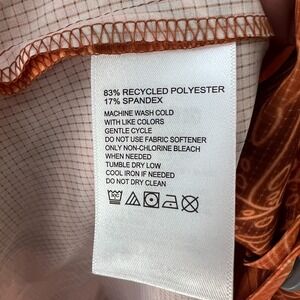 83% RECYCLED POLYESTER
17% SPANDEX
MACHINE WASH COLD
WITH LIKE COLORS
GENTLE CYCLE
DO NOT USE FABRIC SOFTENER
ONLY NON-CHLORINE BLEACH
WHEN NEEDED
TUMBLE DRY LOW
COOL IRON IF NEEDED
DO NOT DRY CLEAN